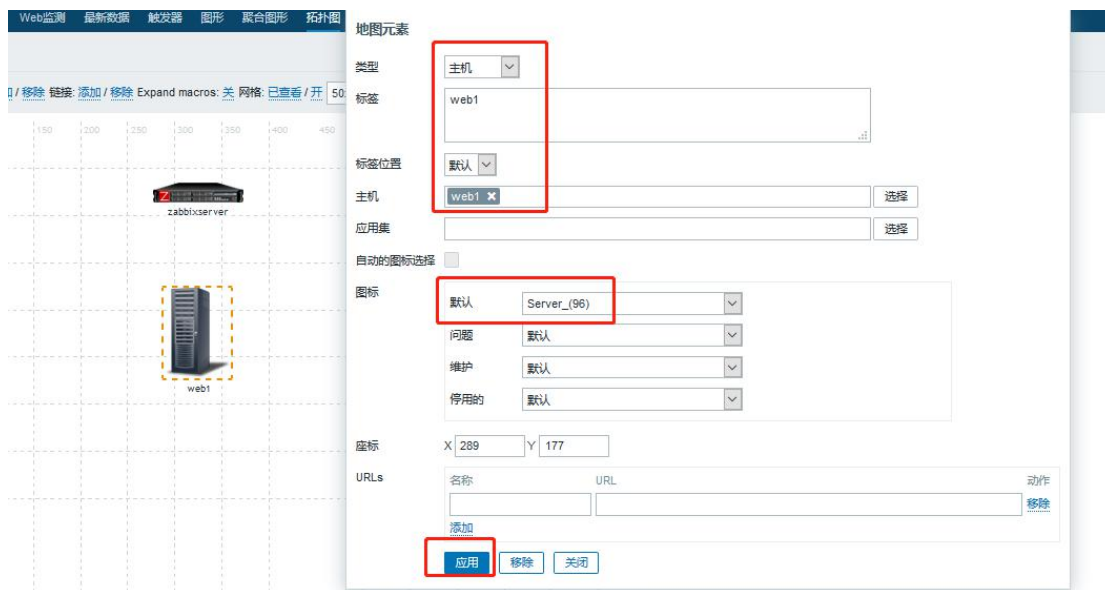 Web监测 最新数据 触发器 图形 聚合图形 拓扑图
/ 移除 链接: 添加 / 移除 Expand macros: 关 网格: 已查看 / 开 50
150 200 250 300 350 400 450
zabbixserver
web1
地图元素
类型 主机
标签 web1
标签位置 默认
主机 web1 选择
应用集 选择
自动的图标选择
图标 默认 Server_(96)
问题 默认
维护 默认
停用的 默认
座标 X 289 Y 177
URLs 名称 URL 动作
移除
添加
应用 移除 关闭